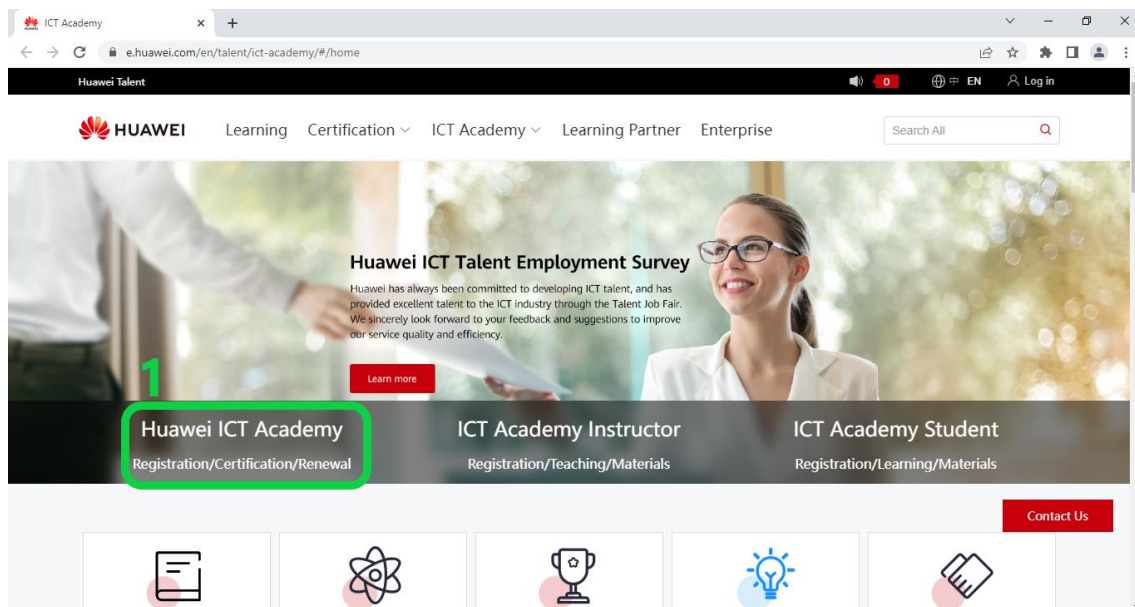 ICT Academy
e.huawei.com/en/talent/ict-academy/#/home
Huawei Talent
0
中 EN
Log in
HUAWEI
Learning
Certification
ICT Academy
Learning Partner
Enterprise
Search All
Huawei ICT Talent Employment Survey
Huawei has always been committed to developing ICT talent, and has
provided excellent talent to the ICT industry through the Talent Job Fair.
We sincerely look forward to your feedback and suggestions to improve
our service quality and efficiency.
Learn more
1
Huawei ICT Academy
Registration/Certification/Renewal
ICT Academy Instructor
Registration/Teaching/Materials
ICT Academy Student
Registration/Learning/Materials
Contact Us